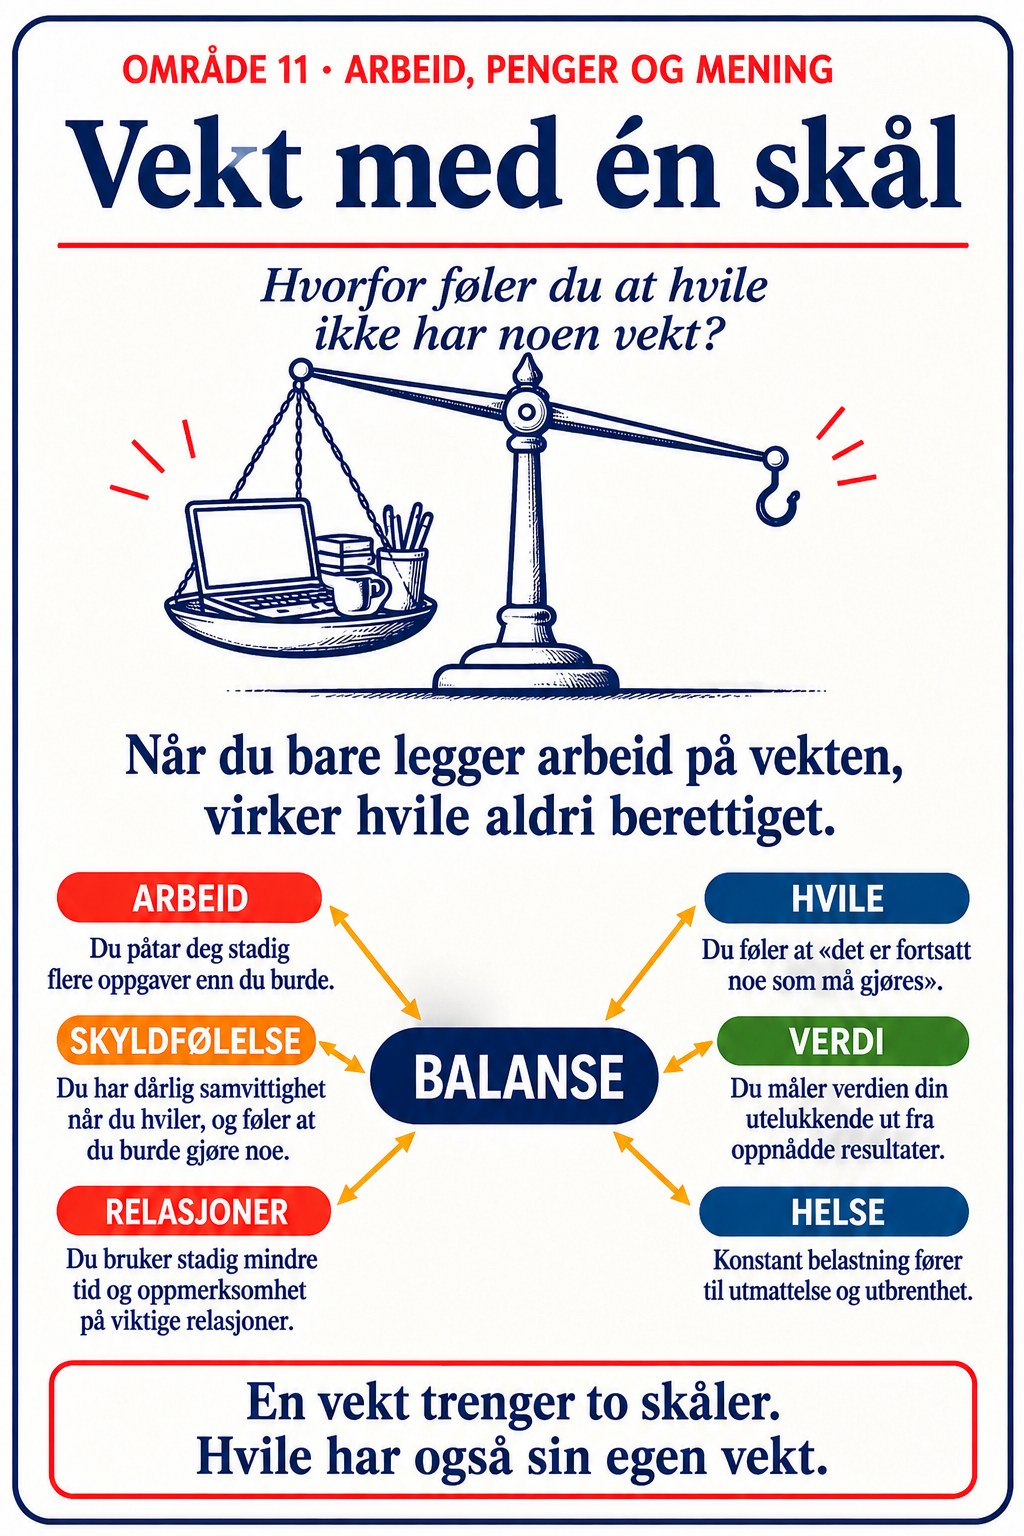 OMRÅDE 11 · ARBEID, PENGER OG MENING
Vekt med én skål
Hvorfor føler du at hvile
ikke har noen vekt?
Når du bare legger arbeid på vekten,
virker hvile aldri berettiget.
ARBEID
Du påtar deg stadig
flere oppgaver enn du burde.
SKYLDFØLELSE
Du har dårlig samvittighet
når du hviler, og føler at
du burde gjøre noe.
RELASJONER
Du bruker stadig mindre
tid og oppmerksomhet
på viktige relasjoner.
BALANSE
HVILE
Du føler at «det er fortsatt
noe som må gjøres».
VERDI
Du måler verdien din
utelukkende ut fra
oppnådde resultater.
HELSE
Konstant belastning fører
til utmattelse og utbrenthet.
En vekt trenger to skåler.
Hvile har også sin egen vekt.